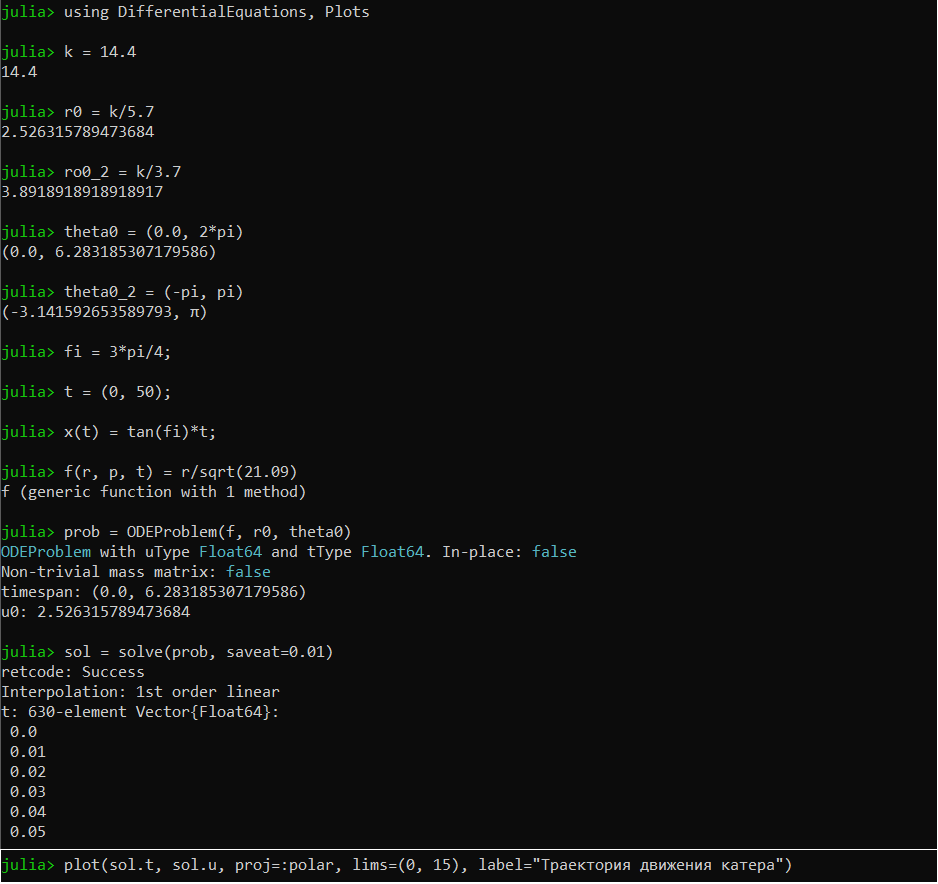 julia> using DifferentialEquations, Plots
julia> k = 14.4
14.4
julia> r0 = k/5.7
2.526315789473684
julia> ro0_2 = k/3.7
3.8918918918918917
julia> theta0 = (0.0, 2*pi)
(0.0, 6.283185307179586)
julia> theta0_2 = (-pi, pi)
(-3.141592653589793, π)
julia> fi = 3*pi/4;
julia> t = (0, 50);
julia> x(t) = tan(fi)*t;
julia> f(r, p, t) = r/sqrt(21.09)
f (generic function with 1 method)
julia> prob = ODEProblem(f, r0, theta0)
ODEProblem with uType Float64 and tType Float64. In-place: false
Non-trivial mass matrix: false
timespan: (0.0, 6.283185307179586)
u0: 2.526315789473684
julia> sol = solve(prob, saveat=0.01)
retcode: Success
Interpolation: 1st order linear
t: 630-element Vector{Float64}:
0.0
0.01
0.02
0.03
0.04
0.05
julia> plot(sol.t, sol.u, proj=:polar, lims=(0, 15), label="Траектория движения катера")